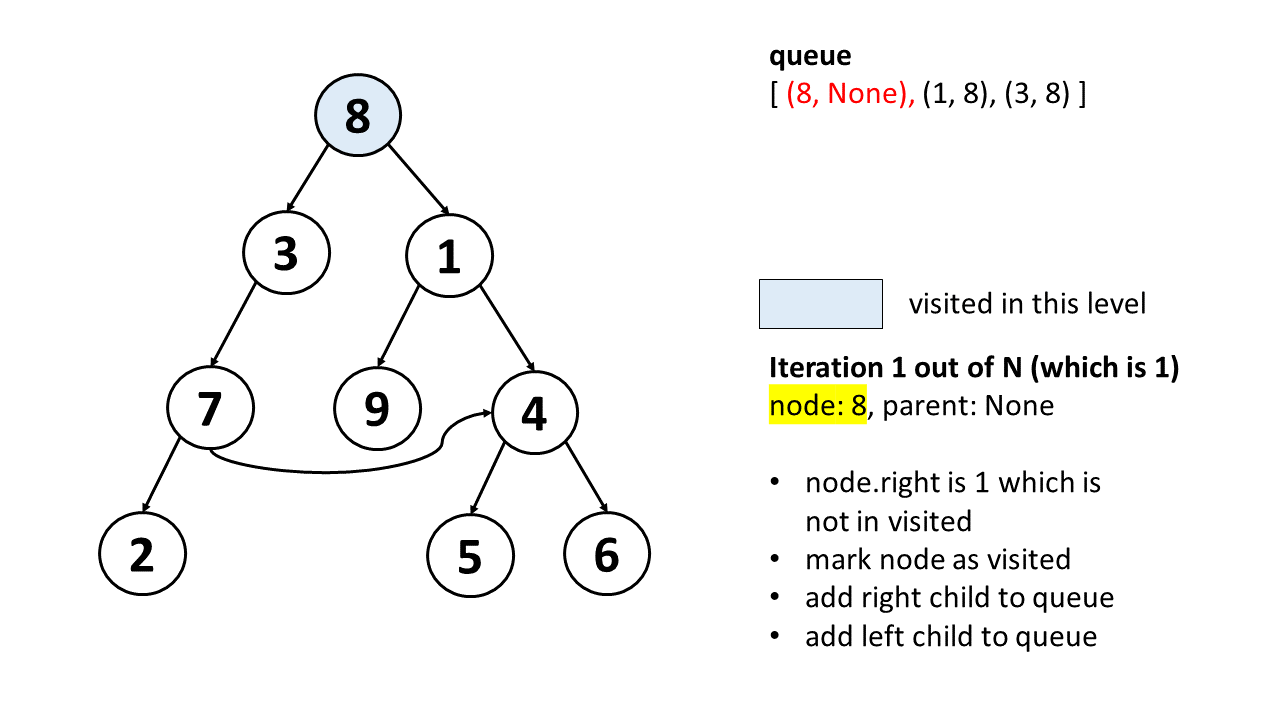 queue
[ (8, None), (1, 8), (3, 8) ]
8
3
1
visited in this level
Iteration 1 out of N (which is 1)
node: 8, parent: None
7
9
4
• node.right is 1 which is
not in visited
• mark node as visited
• add right child to queue
• add left child to queue
2
5
6